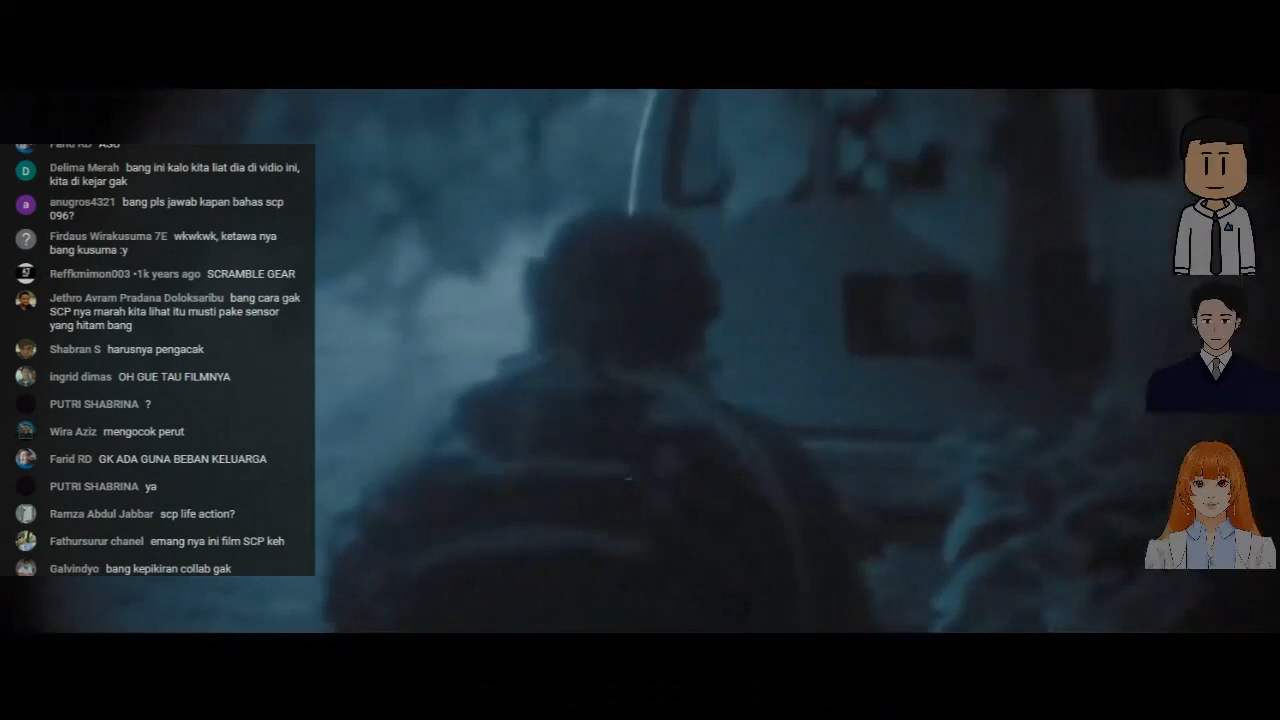 Farid RD ASU
Delima Merah bang ini kalo kita liat dia di vidio ini,
kita di kejar gak
anugros4321 bang pls jawab kapan bahas scp
096?
Firdaus Wirakusuma 7E wkwkwk, ketawa nya
bang kusuma :y
Reffkmimon003 •1k years ago SCRAMBLE GEAR
Jethro Avram Pradana Doloksaribu bang cara gak
SCP nya marah kita lihat itu musti pake sensor
yang hitam bang
Shabran S harusnya pengacak
ingrid dimas OH GUE TAU FILMNYA
PUTRI SHABRINA ?
Wira Aziz mengocok perut
Farid RD GK ADA GUNA BEBAN KELUARGA
PUTRI SHABRINA ya
Ramza Abdul Jabbar scp life action?
Fathursurur chanel emang nya ini film SCP keh
Galvindyo bang kepikiran collab gak